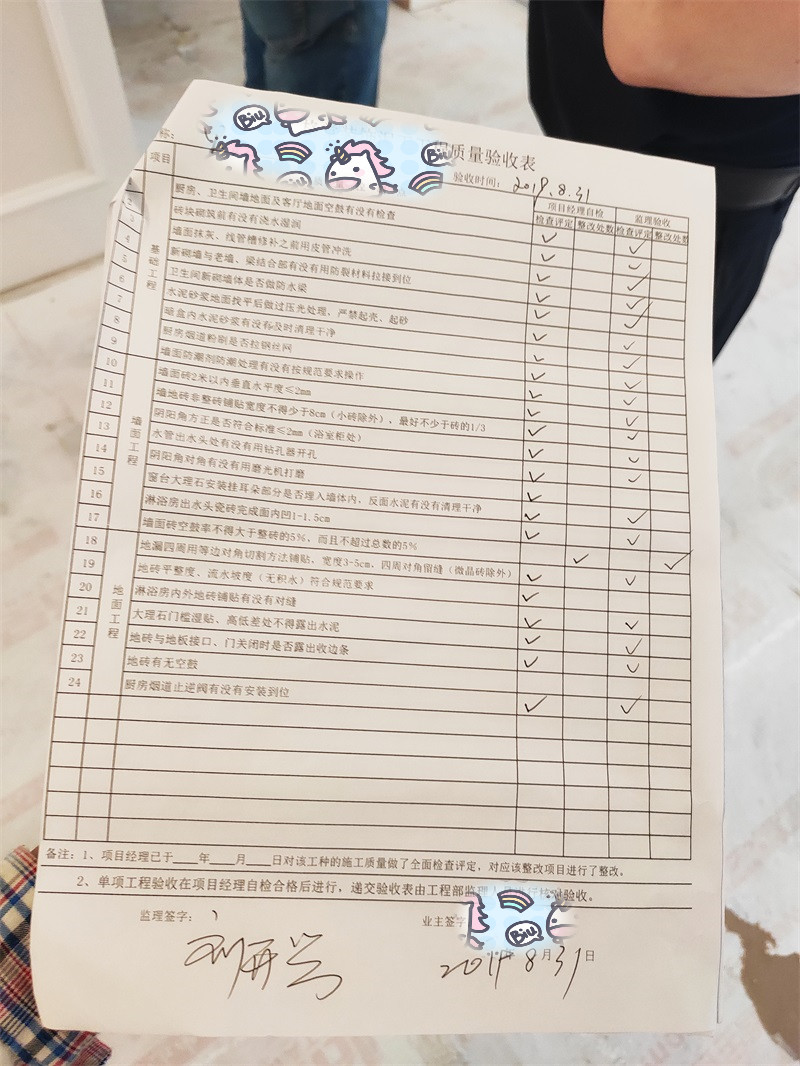 称：
质量验收表
验收时间：2019.8.31
项目 项目经理自检 监理验收
检查评定 整改处数 检查评定 整改处数
基础工程
厨房、卫生间墙地面及客厅地面空鼓有没有检查 ✓ ✓
2 砖块砌筑前有没有浇水湿润 ✓ ✓
3 墙面抹灰、线管槽修补之前用皮管冲洗 ✓ ✓
4 新砌墙与老墙、梁结合部有没有用防裂材料拉接到位 ✓ ✓
5 卫生间新砌墙体是否做防水梁 ✓ ✓
6 水泥砂浆地面找平后做过压光处理，严禁起壳，起砂 ✓ ✓
7 暗盒内水泥砂浆有没有及时清理干净 ✓ ✓
8 厨房烟道粉刷是否拉钢丝网 ✓ ✓
9 墙面防潮剂防潮处理有没有按规范要求操作 ✓ ✓
墙面工程
10 墙面砖2米以内垂直水平度≤2mm ✓ ✓
11 墙地砖非整砖铺贴宽度不得少于8cm（小砖除外），最好不少于砖的1/3 ✓ ✓
12 阴阳角方正是否符合标准≤2mm（浴室柜处） ✓ ✓
13 水管出水头处有没有用钻孔器开孔 ✓ ✓
14 阴阳角对角有没有用磨光机打磨 ✓
15 窗台大理石安装挂耳朵部分是否埋入墙体内，反面水泥有没有清理干净 ✓ ✓
16 淋浴房出水头瓷砖完成面内凹1-1.5cm ✓ ✓
17 墙面砖空鼓率不得大于整砖的5%，而且不超过总数的5% ✓ ✓
地面工程
18 地漏四周用等边对角切割方法铺贴，宽度3-5cm，四周对角留缝（微晶砖除外） ✓ ✓
19 地砖平整度、流水坡度（无积水）符合规范要求 ✓
20 淋浴房内外地砖铺贴有没有对缝 ✓ ✓
21 大理石门槛湿贴、高低差处不得露出水泥 ✓ ✓
22 地砖与地板接口、门关闭时是否露出收边条 ✓ ✓
23 地砖有无空鼓
24 厨房烟道止逆阀有没有安装到位 ✓ ✓
备注：1、项目经理已于____年____月____日对该工种的施工质量做了全面检查评定，对应该整改项目进行了整改。
2、单项工程验收在项目经理自检合格后进行，递交验收表由工程部监理 验收。
监理签字： 业主签字
2019 8月31日